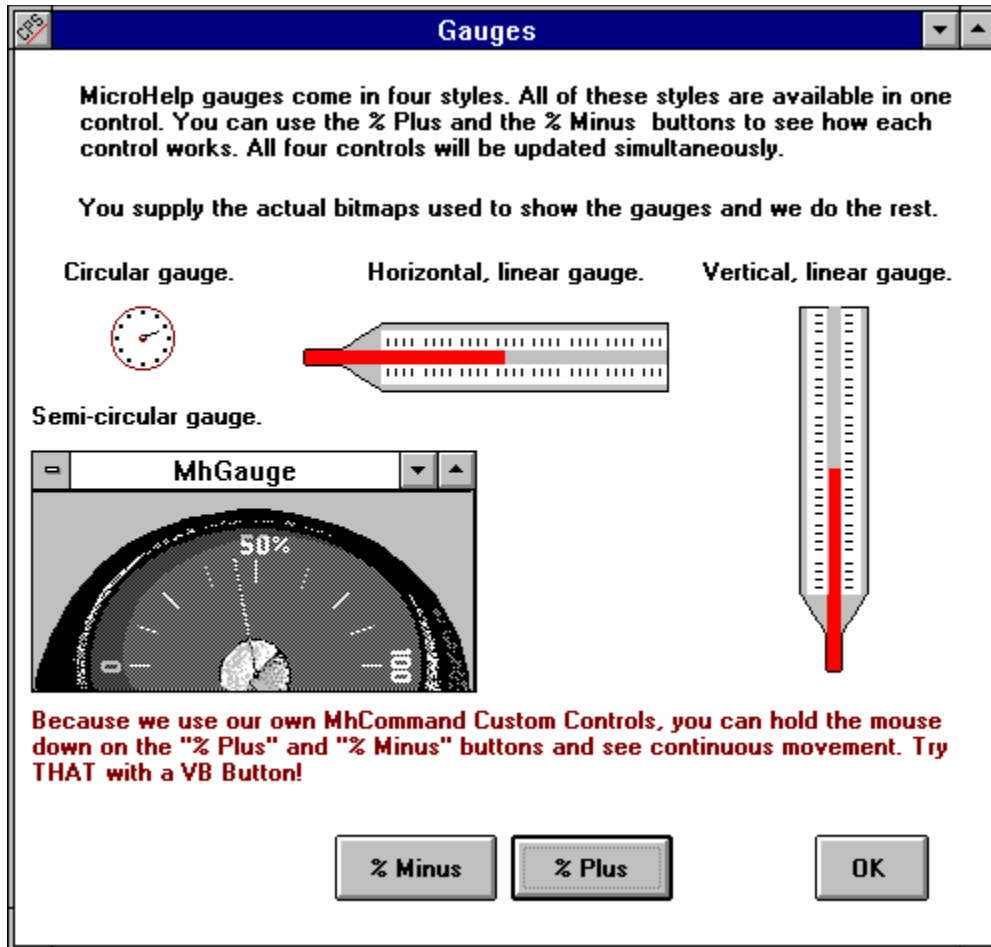 CPS
Gauges
MicroHelp gauges come in four styles. All of these styles are available in one
control. You can use the % Plus and the % Minus  buttons to see how each
control works. All four controls will be updated simultaneously.
You supply the actual bitmaps used to show the gauges and we do the rest.
Circular gauge.
Horizontal, linear gauge.
Vertical, linear gauge.
Semi-circular gauge.
MhGauge
50%
0
100
Because we use our own MhCommand Custom Controls, you can hold the mouse
down on the "% Plus" and "% Minus" buttons and see continuous movement. Try
THAT with a VB Button!
% Minus
% Plus
OK